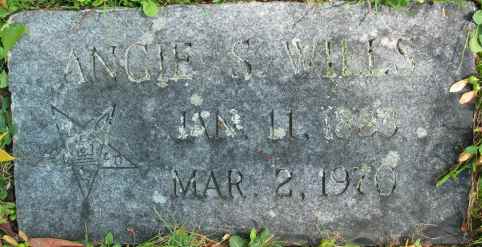 ANGIE S. WILLS
JAN. 11,
MAR. 2, 1970